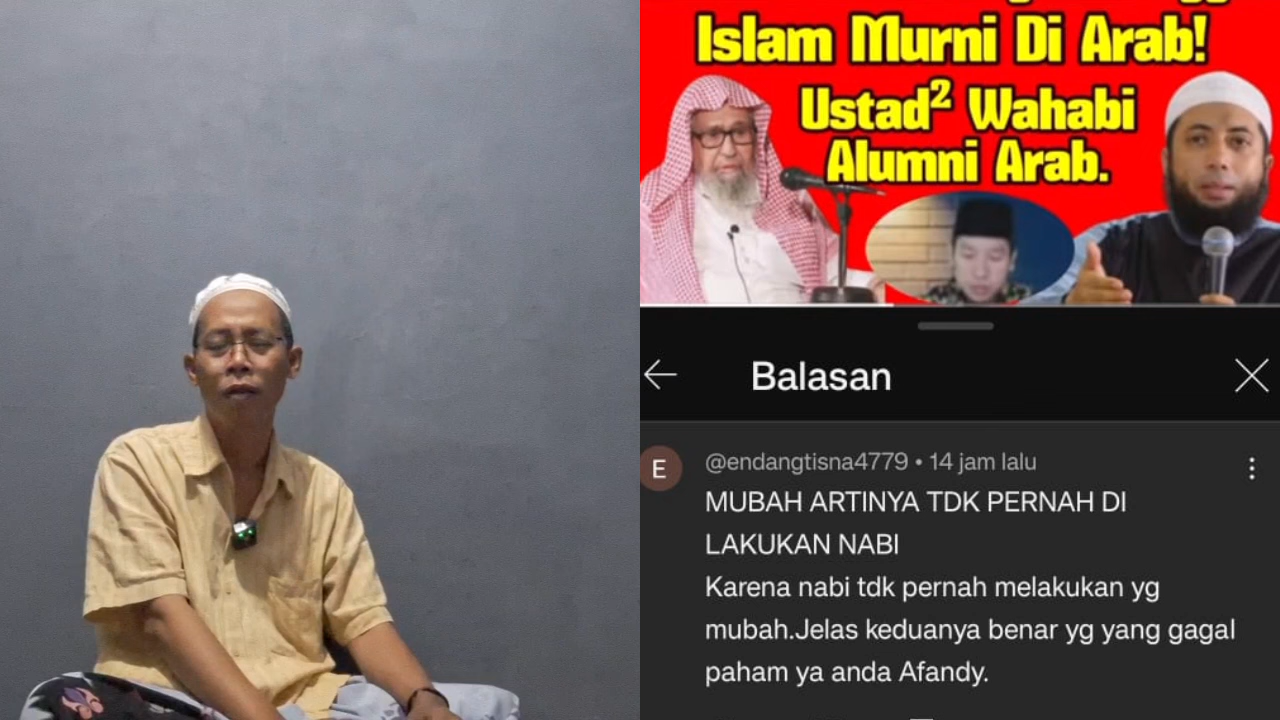 Islam Murni Di Arab!
Ustad² Wahabi
Alumni Arab.
Balasan
E
@endangtisna4779 • 14 jam lalu
MUBAH ARTINYA TDK PERNAH DI
LAKUKAN NABI
Karena nabi tdk pernah melakukan yg
mubah.Jelas keduanya benar yg yang gagal
paham ya anda Afandy.